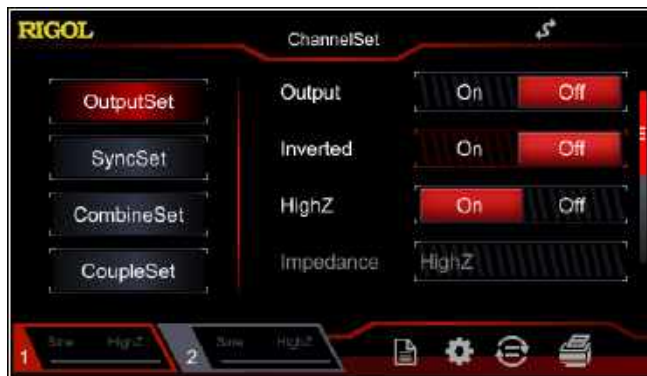 RIGOL
ChannelSet
OutputSet
Output
On
Off
SyncSet
Inverted
On
Off
CombineSet
HighZ
On
Off
CoupleSet
Impedance
HighZ
1
Sine
HighZ
2
Sine
HighZ